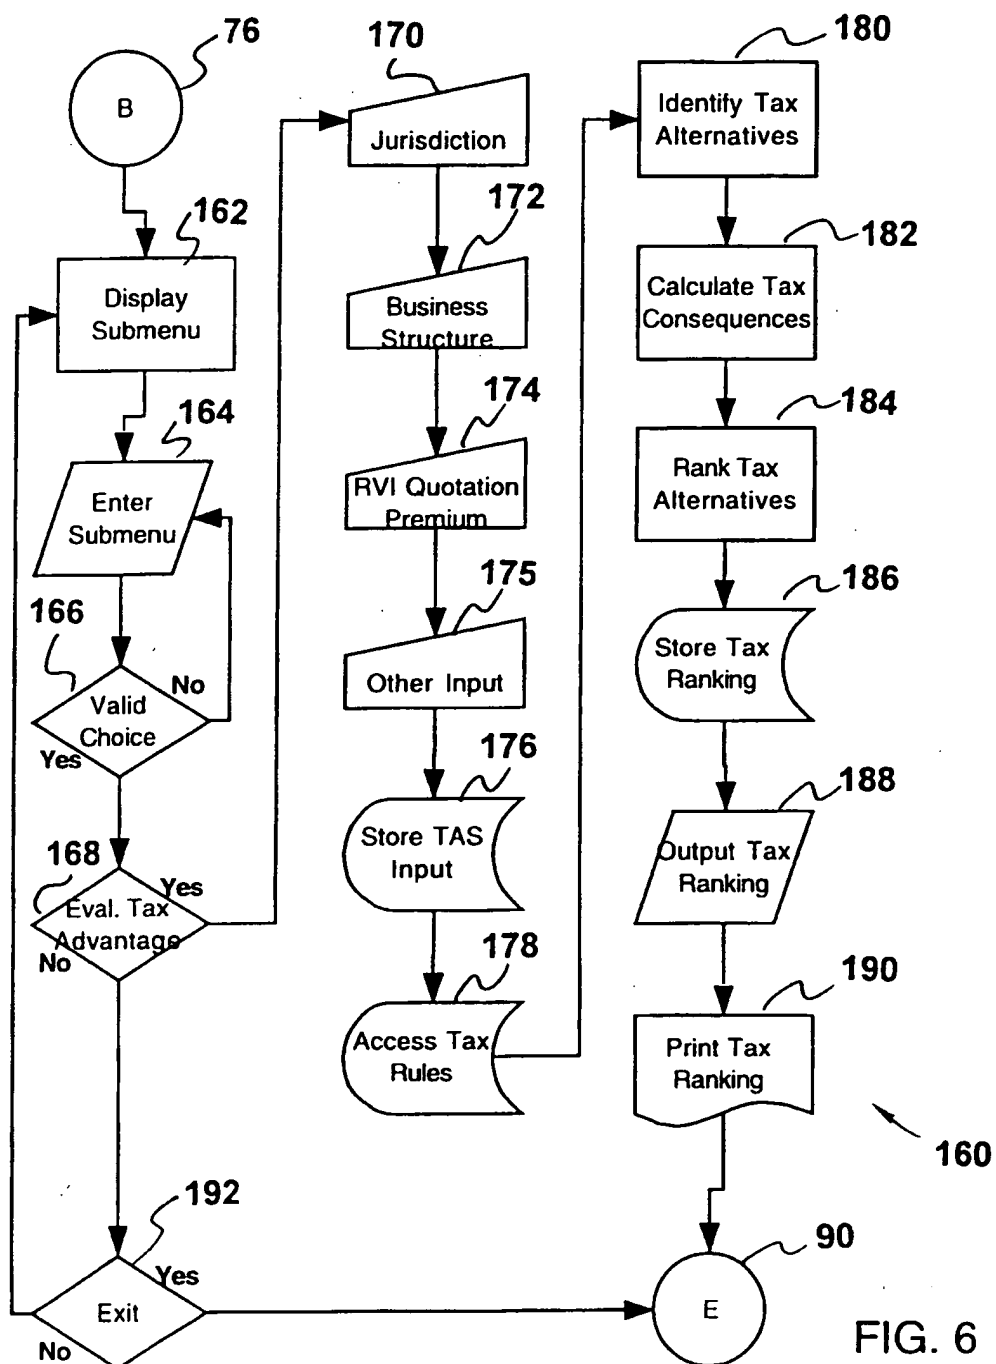 76
B
162
Display
Submenu
164
Enter
Submenu
166
No
Valid
Choice
Yes
168
Yes
Eval. Tax
Advantage
No
192
Yes
Exit
No
170
Jurisdiction
172
Business
Structure
174
RVI Quotation
Premium
175
Other Input
176
Store TAS
Input
178
Access Tax
Rules
180
Identify Tax
Alternatives
182
Calculate Tax
Consequences
184
Rank Tax
Alternatives
186
Store Tax
Ranking
188
Output Tax
Ranking
190
Print Tax
Ranking
160
90
E
FIG. 6